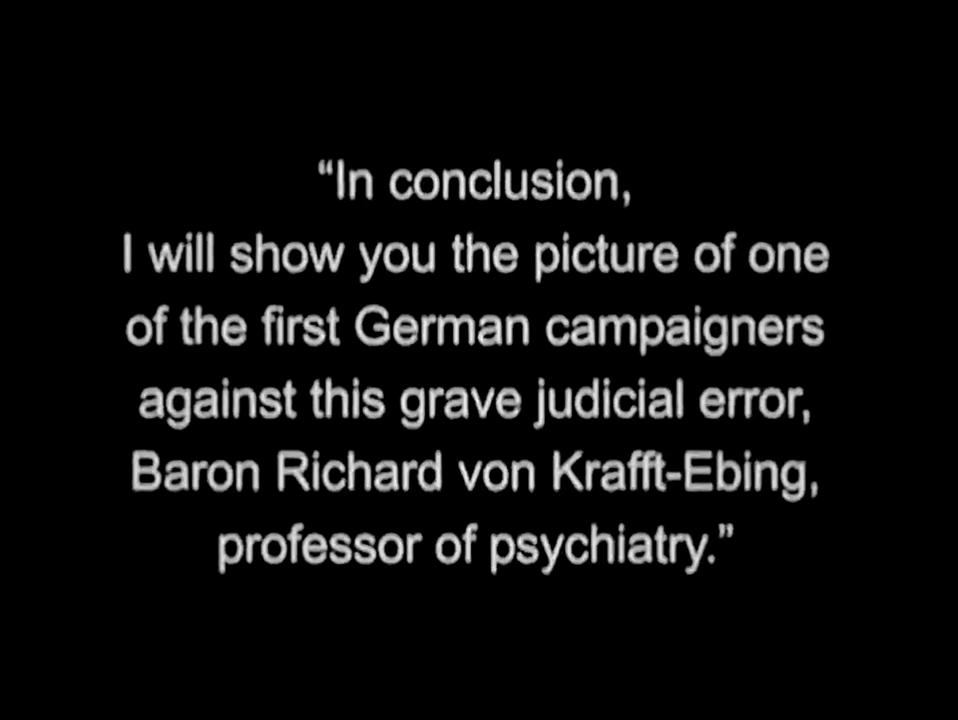 “In conclusion,
I will show you the picture of one
of the first German campaigners
against this grave judicial error,
Baron Richard von Krafft-Ebing,
professor of psychiatry.”